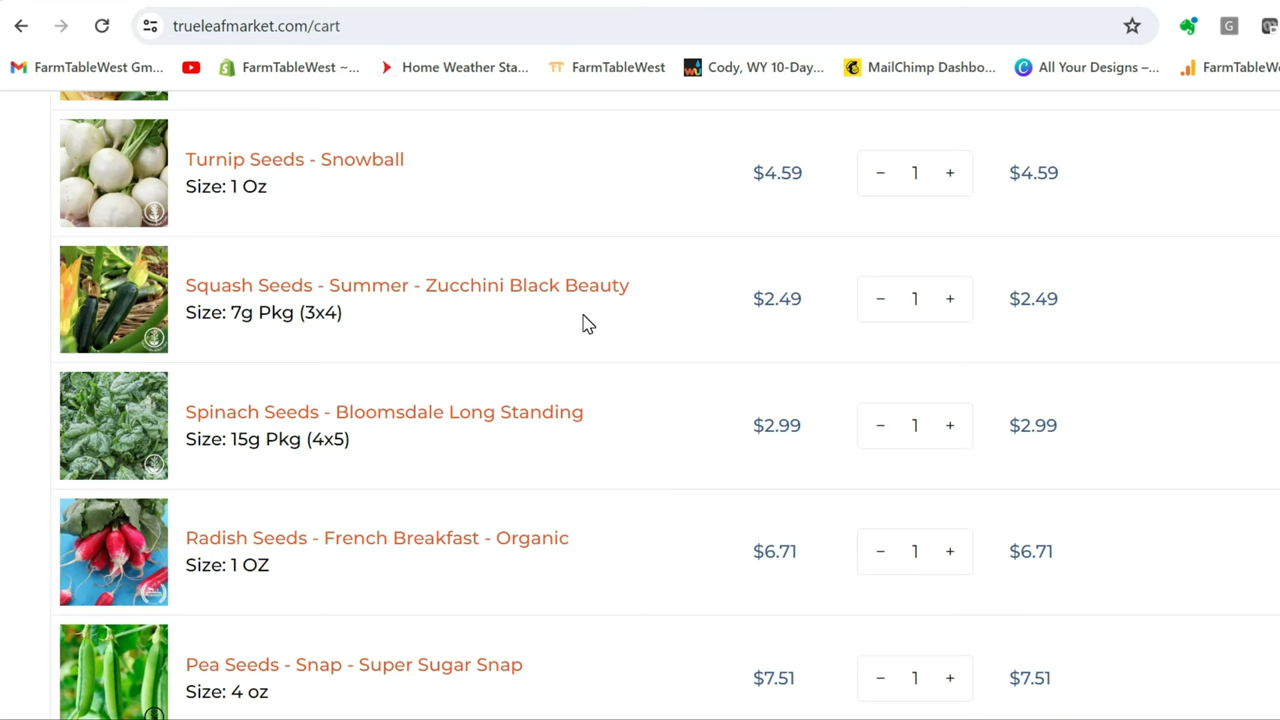 trueleafmarket.com/cart
G
FarmTableWest Gm... FarmTableWest ~... Home Weather Sta... TT FarmTableWest WU Cody, WY 10-Day... MailChimp Dashbo... C All Your Designs –... FarmTableW
Turnip Seeds - Snowball
Size: 1 Oz
$4.59 − 1 + $4.59
Squash Seeds - Summer - Zucchini Black Beauty
Size: 7g Pkg (3x4)
$2.49 − 1 + $2.49
Spinach Seeds - Bloomsdale Long Standing
Size: 15g Pkg (4x5)
$2.99 − 1 + $2.99
Radish Seeds - French Breakfast - Organic
Size: 1 OZ
$6.71 − 1 + $6.71
Pea Seeds - Snap - Super Sugar Snap
Size: 4 oz
$7.51 − 1 + $7.51